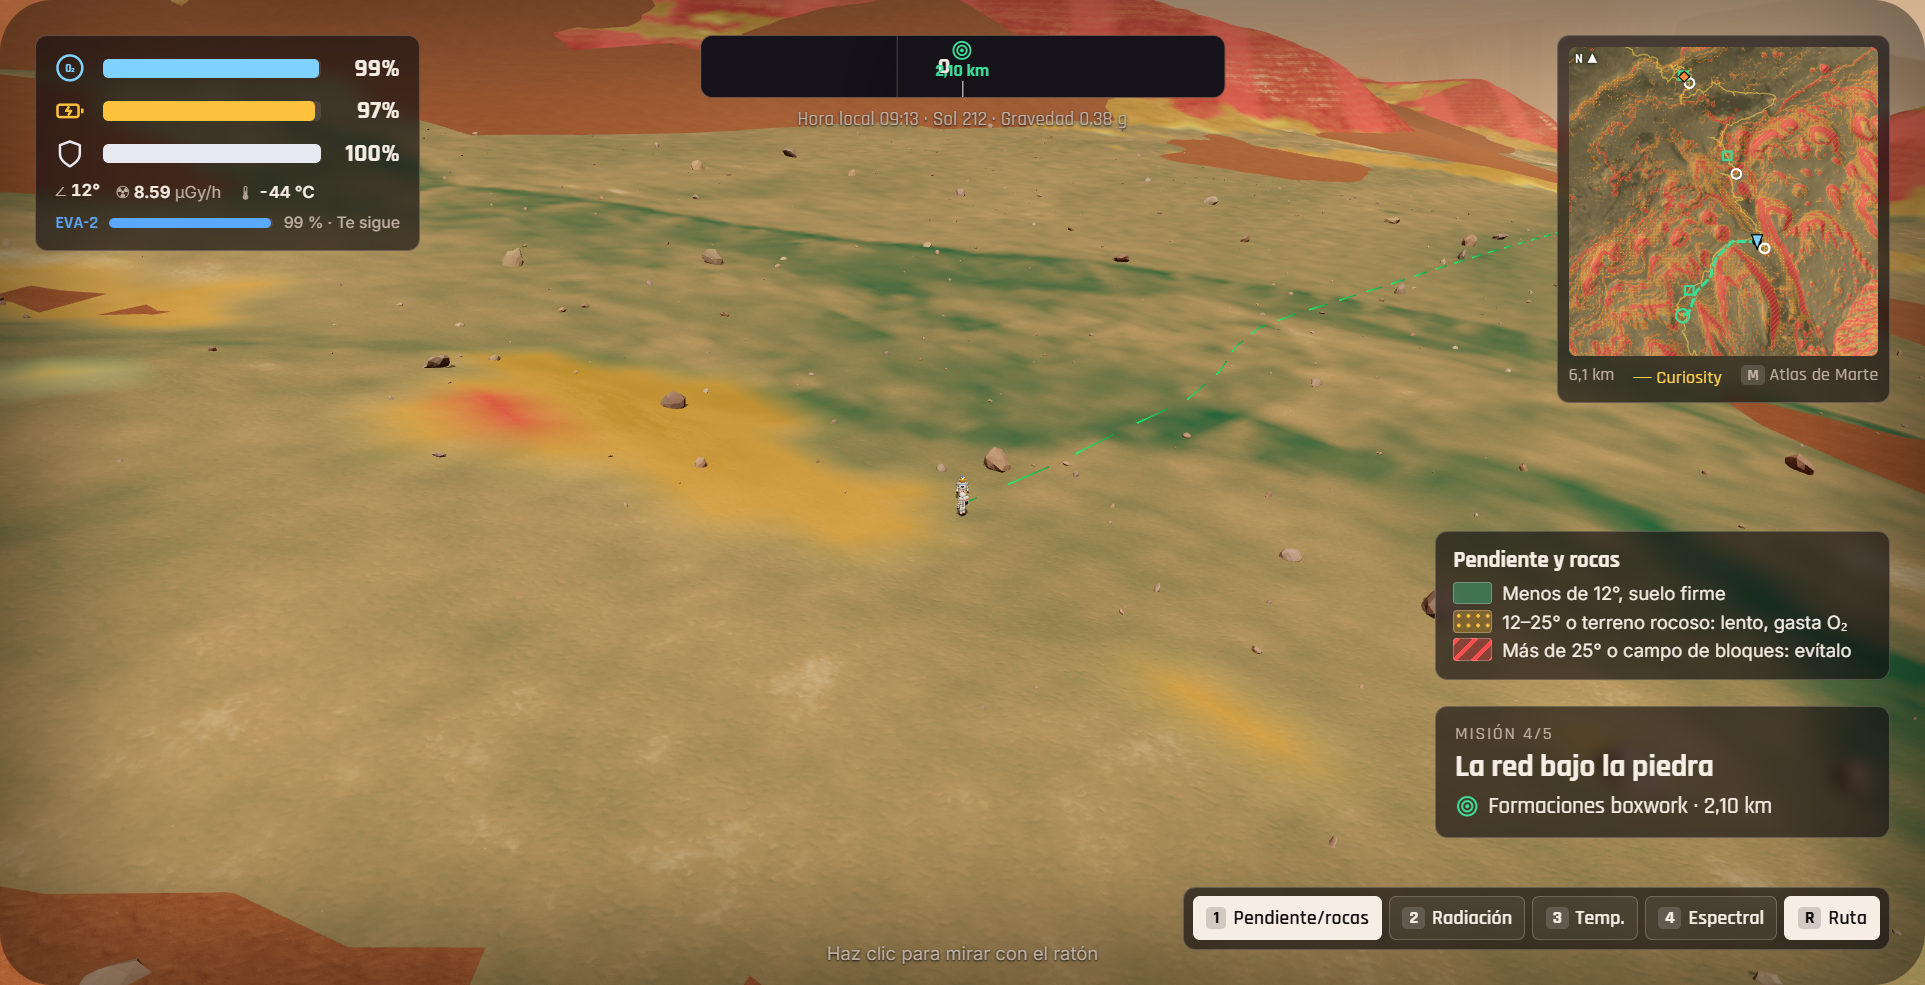 O₂ 99%
97%
100%
∠ 12° 8.59 µGy/h -44 °C
EVA-2 99 % · Te sigue
2,10 km
Hora local 09:13 · Sol 212 · Gravedad 0,38 g
N ▲
6,1 km — Curiosity M Atlas de Marte
Pendiente y rocas
Menos de 12°, suelo firme
12–25° o terreno rocoso: lento, gasta O₂
Más de 25° o campo de bloques: evítalo
MISIÓN 4/5
La red bajo la piedra
Formaciones boxwork · 2,10 km
1 Pendiente/rocas 2 Radiación 3 Temp. 4 Espectral R Ruta
Haz clic para mirar con el ratón